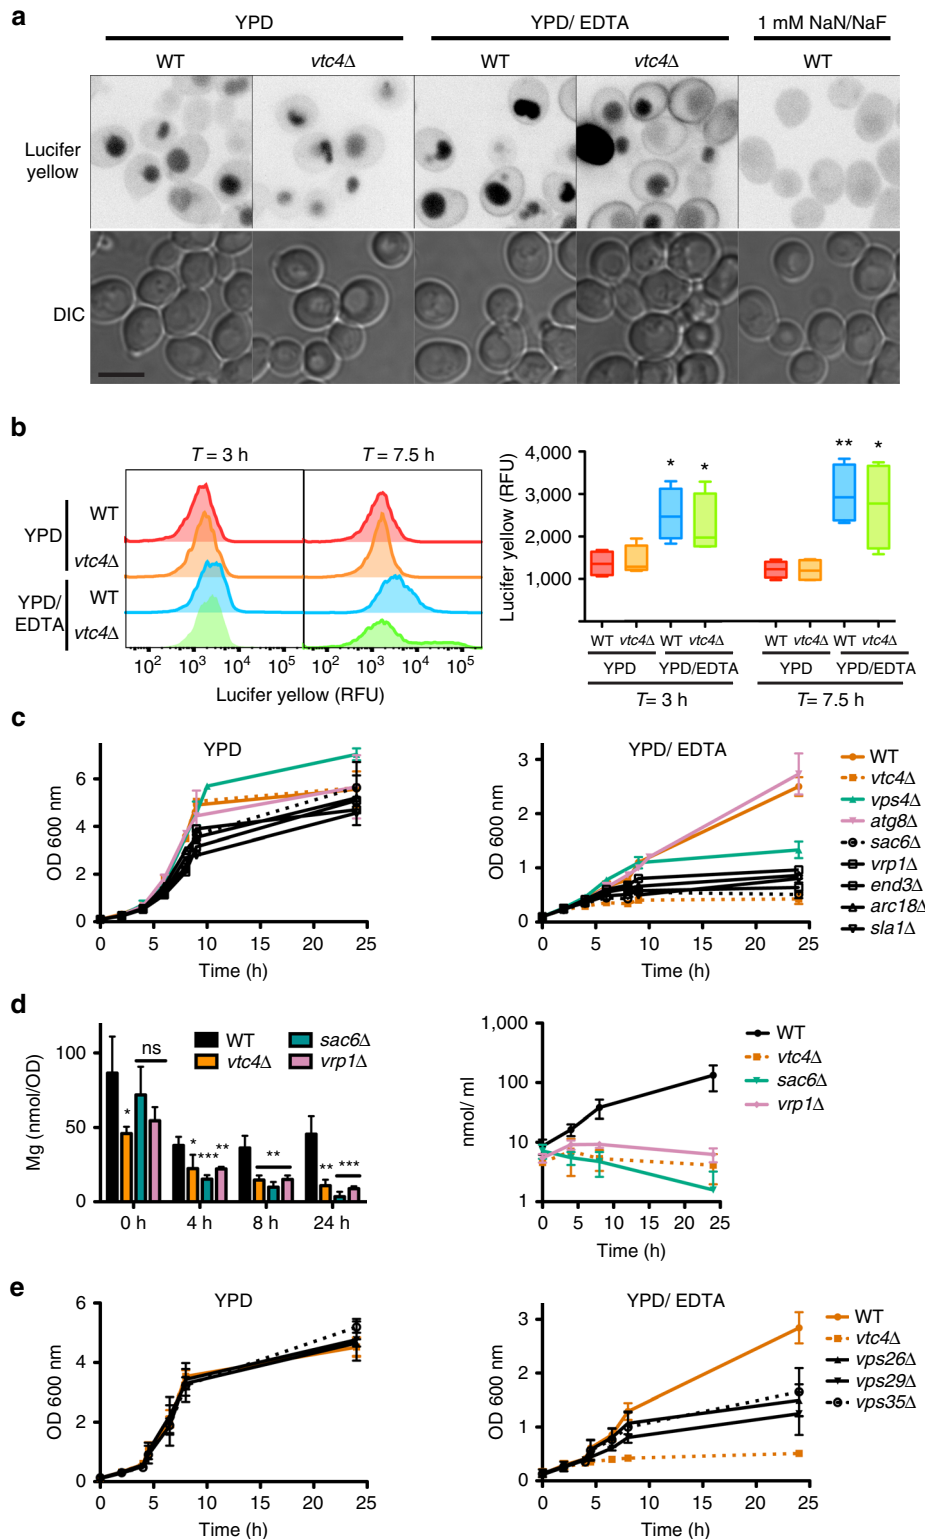 a
YPD YPD/ EDTA 1 mM NaN/NaF
WT vtc4Δ WT vtc4Δ WT
Lucifer
yellow
DIC
b
T = 3 h T = 7.5 h
YPD
WT
vtc4Δ
YPD/
EDTA
WT
vtc4Δ
10² 10³ 10⁴ 10⁵ 10² 10³ 10⁴ 10⁵
Lucifer yellow (RFU)
Lucifer yellow (RFU)
4,000
3,000
2,000
1,000
* * ** *
WT vtc4Δ WT vtc4Δ WT vtc4Δ WT vtc4Δ
YPD YPD/EDTA YPD YPD/EDTA
T= 3 h T= 7.5 h
c
YPD
OD 600 nm
6
4
2
0
0 5 10 15 20 25
Time (h)
YPD/ EDTA
OD 600 nm
3
2
1
0
0 5 10 15 20 25
Time (h)
WT
vtc4Δ
vps4Δ
atg8Δ
sac6Δ
vrp1Δ
end3Δ
arc18Δ
sla1Δ
d
Mg (nmol/OD)
100
50
0
WT sac6Δ
vtc4Δ vrp1Δ
ns
* * *** ** ** ** ***
0 h 4 h 8 h 24 h
nmol/ ml
1,000
100
10
1
0 5 10 15 20 25
Time (h)
WT
vtc4Δ
sac6Δ
vrp1Δ
e
YPD
OD 600 nm
6
4
2
0
0 5 10 15 20 25
Time (h)
YPD/ EDTA
OD 600 nm
3
2
1
0
0 5 10 15 20 25
Time (h)
WT
vtc4Δ
vps26Δ
vps29Δ
vps35Δ